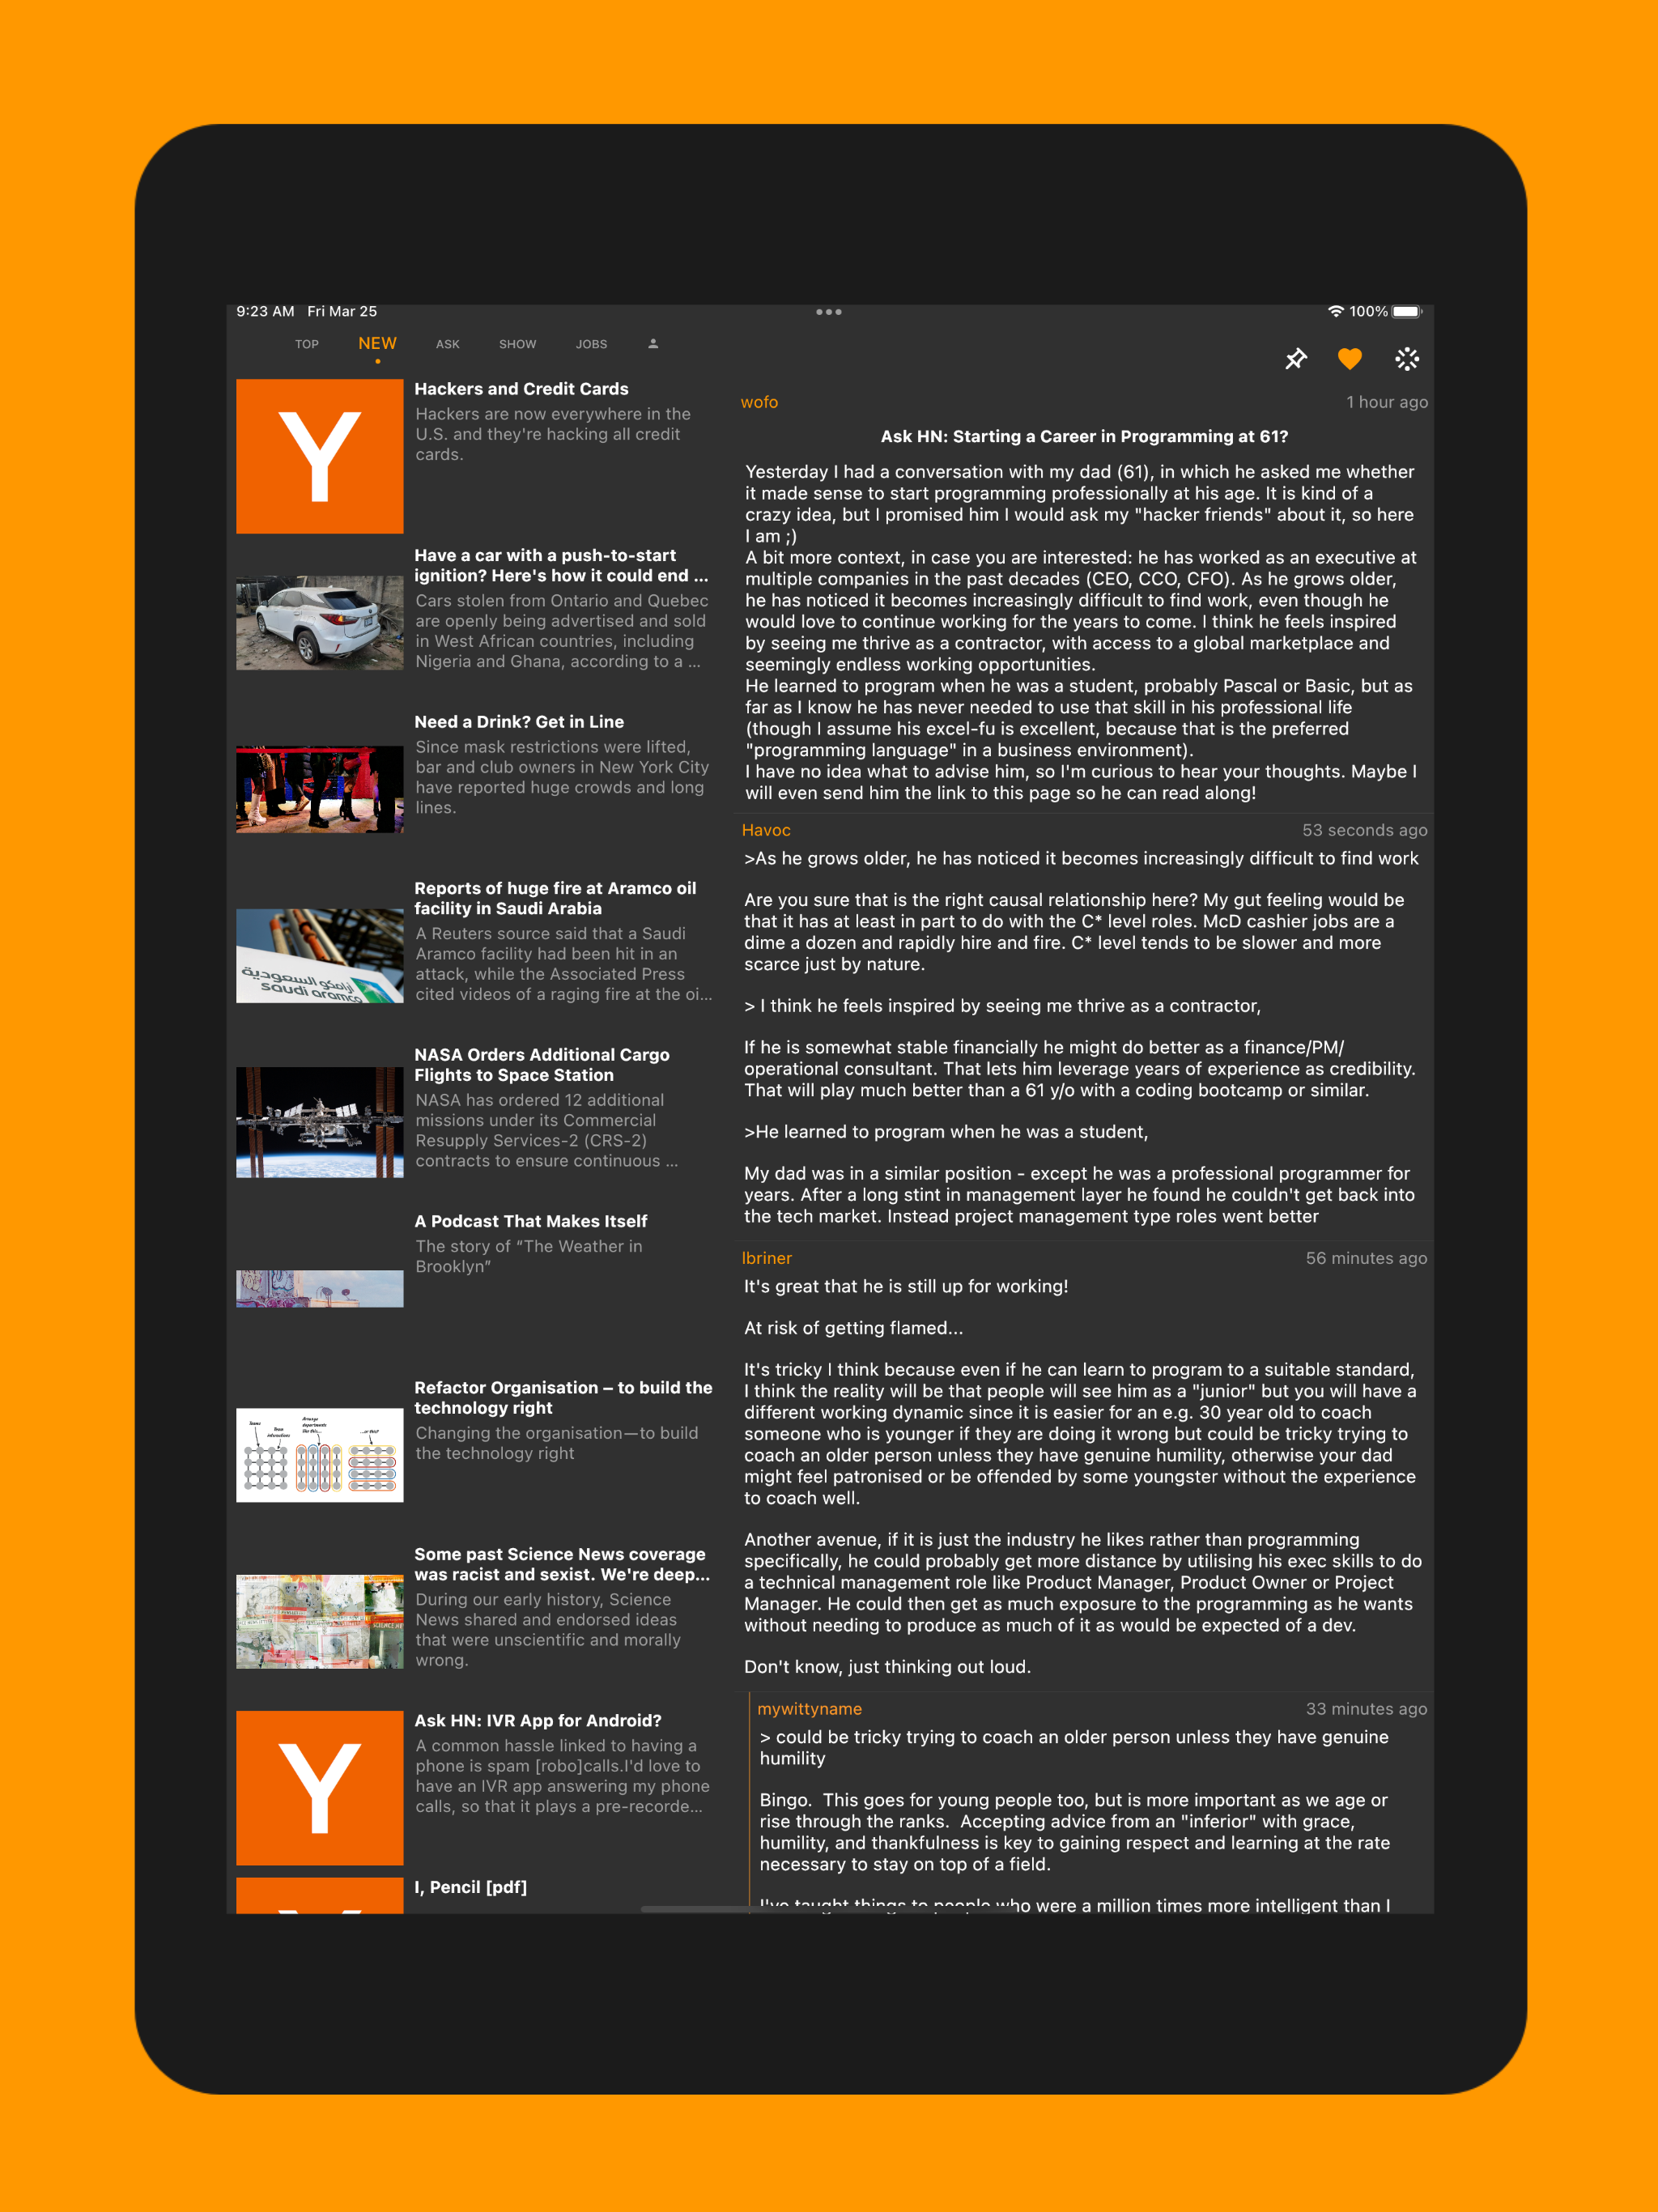 9:23 AM Fri Mar 25
100%
TOP NEW ASK SHOW JOBS
Y
Hackers and Credit Cards
Hackers are now everywhere in the
U.S. and they're hacking all credit
cards.
Have a car with a push-to-start
ignition? Here's how it could end ...
Cars stolen from Ontario and Quebec
are openly being advertised and sold
in West African countries, including
Nigeria and Ghana, according to a ...
Need a Drink? Get in Line
Since mask restrictions were lifted,
bar and club owners in New York City
have reported huge crowds and long
lines.
Reports of huge fire at Aramco oil
facility in Saudi Arabia
A Reuters source said that a Saudi
Aramco facility had been hit in an
attack, while the Associated Press
cited videos of a raging fire at the oi...
أرامكو السعودية
saudi aramco
NASA Orders Additional Cargo
Flights to Space Station
NASA has ordered 12 additional
missions under its Commercial
Resupply Services-2 (CRS-2)
contracts to ensure continuous ...
A Podcast That Makes Itself
The story of “The Weather in
Brooklyn”
Refactor Organisation – to build the
technology right
Changing the organisation—to build
the technology right
Some past Science News coverage
was racist and sexist. We're deep...
During our early history, Science
News shared and endorsed ideas
that were unscientific and morally
wrong.
Y
Ask HN: IVR App for Android?
A common hassle linked to having a
phone is spam [robo]calls.I'd love to
have an IVR app answering my phone
calls, so that it plays a pre-recorde...
I, Pencil [pdf]
wofo 1 hour ago
Ask HN: Starting a Career in Programming at 61?
Yesterday I had a conversation with my dad (61), in which he asked me whether
it made sense to start programming professionally at his age. It is kind of a
crazy idea, but I promised him I would ask my "hacker friends" about it, so here
I am ;)
A bit more context, in case you are interested: he has worked as an executive at
multiple companies in the past decades (CEO, CCO, CFO). As he grows older,
he has noticed it becomes increasingly difficult to find work, even though he
would love to continue working for the years to come. I think he feels inspired
by seeing me thrive as a contractor, with access to a global marketplace and
seemingly endless working opportunities.
He learned to program when he was a student, probably Pascal or Basic, but as
far as I know he has never needed to use that skill in his professional life
(though I assume his excel-fu is excellent, because that is the preferred
"programming language" in a business environment).
I have no idea what to advise him, so I'm curious to hear your thoughts. Maybe I
will even send him the link to this page so he can read along!
Havoc 53 seconds ago
>As he grows older, he has noticed it becomes increasingly difficult to find work
Are you sure that is the right causal relationship here? My gut feeling would be
that it has at least in part to do with the C* level roles. McD cashier jobs are a
dime a dozen and rapidly hire and fire. C* level tends to be slower and more
scarce just by nature.
> I think he feels inspired by seeing me thrive as a contractor,
If he is somewhat stable financially he might do better as a finance/PM/
operational consultant. That lets him leverage years of experience as credibility.
That will play much better than a 61 y/o with a coding bootcamp or similar.
>He learned to program when he was a student,
My dad was in a similar position - except he was a professional programmer for
years. After a long stint in management layer he found he couldn't get back into
the tech market. Instead project management type roles went better
lbriner 56 minutes ago
It's great that he is still up for working!
At risk of getting flamed...
It's tricky I think because even if he can learn to program to a suitable standard,
I think the reality will be that people will see him as a "junior" but you will have a
different working dynamic since it is easier for an e.g. 30 year old to coach
someone who is younger if they are doing it wrong but could be tricky trying to
coach an older person unless they have genuine humility, otherwise your dad
might feel patronised or be offended by some youngster without the experience
to coach well.
Another avenue, if it is just the industry he likes rather than programming
specifically, he could probably get more distance by utilising his exec skills to do
a technical management role like Product Manager, Product Owner or Project
Manager. He could then get as much exposure to the programming as he wants
without needing to produce as much of it as would be expected of a dev.
Don't know, just thinking out loud.
mywittyname 33 minutes ago
> could be tricky trying to coach an older person unless they have genuine
humility
Bingo.  This goes for young people too, but is more important as we age or
rise through the ranks.  Accepting advice from an "inferior" with grace,
humility, and thankfulness is key to gaining respect and learning at the rate
necessary to stay on top of a field.
I've taught things to people who were a million times more intelligent than I